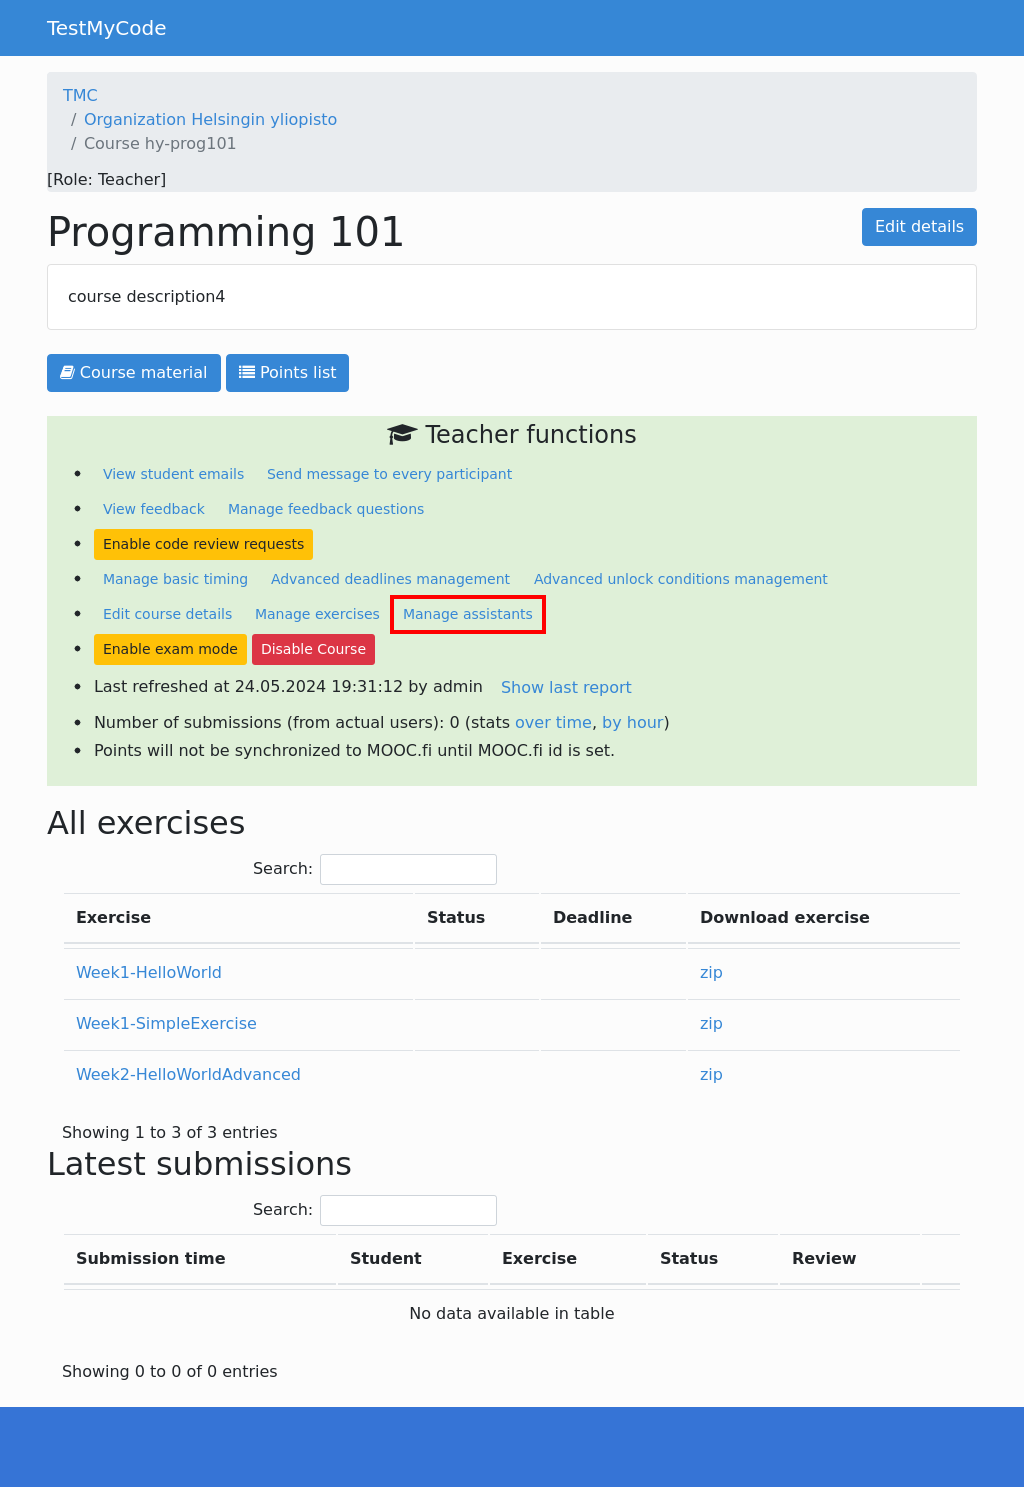 TestMyCode
TMC
/ Organization Helsingin yliopisto
/ Course hy-prog101
[Role: Teacher]
Programming 101
Edit details
course description4
Course material
Points list
Teacher functions
• View student emails Send message to every participant
• View feedback Manage feedback questions
• Enable code review requests
• Manage basic timing Advanced deadlines management Advanced unlock conditions management
• Edit course details Manage exercises Manage assistants
• Enable exam mode Disable Course
• Last refreshed at 24.05.2024 19:31:12 by admin Show last report
• Number of submissions (from actual users): 0 (stats over time, by hour)
• Points will not be synchronized to MOOC.fi until MOOC.fi id is set.
All exercises
Search:
Exercise Status Deadline Download exercise
Week1-HelloWorld zip
Week1-SimpleExercise zip
Week2-HelloWorldAdvanced zip
Showing 1 to 3 of 3 entries
Latest submissions
Search:
Submission time Student Exercise Status Review
No data available in table
Showing 0 to 0 of 0 entries